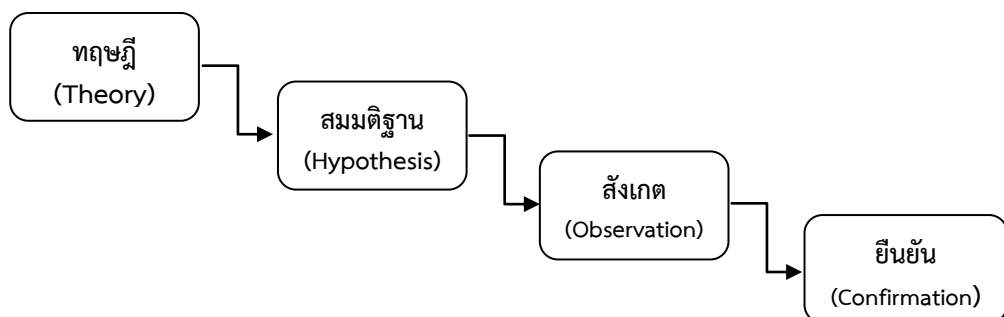 ทฤษฎี
(Theory)
สมมติฐาน
(Hypothesis)
สังเกต
(Observation)
ยืนยัน
(Confirmation)